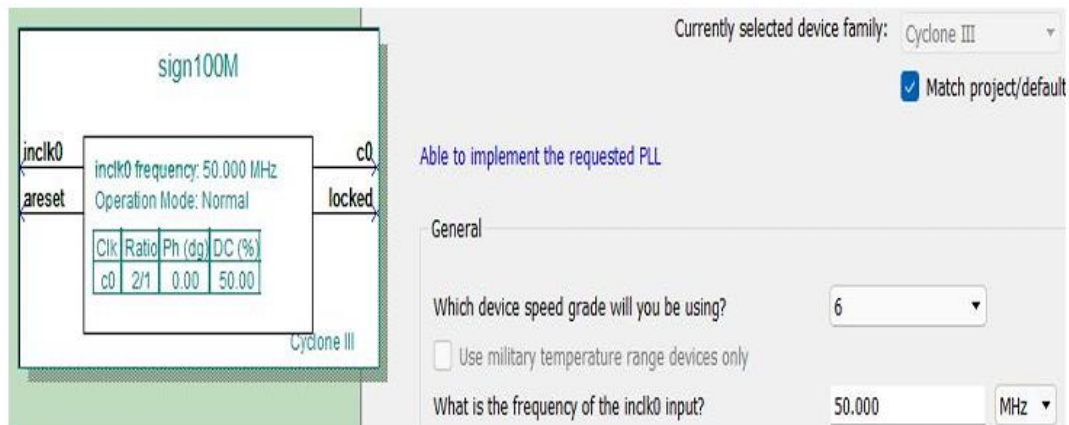 sign100M
inclk0
c0
inclk0 frequency: 50.000 MHz
areset
Operation Mode: Normal
locked
Clk Ratio Ph (dg) DC (%)
c0 2/1 0.00 50.00
Cyclone III
Currently selected device family: Cyclone III
Match project/default
Able to implement the requested PLL
General
Which device speed grade will you be using? 6
Use military temperature range devices only
What is the frequency of the inclk0 input? 50.000 MHz